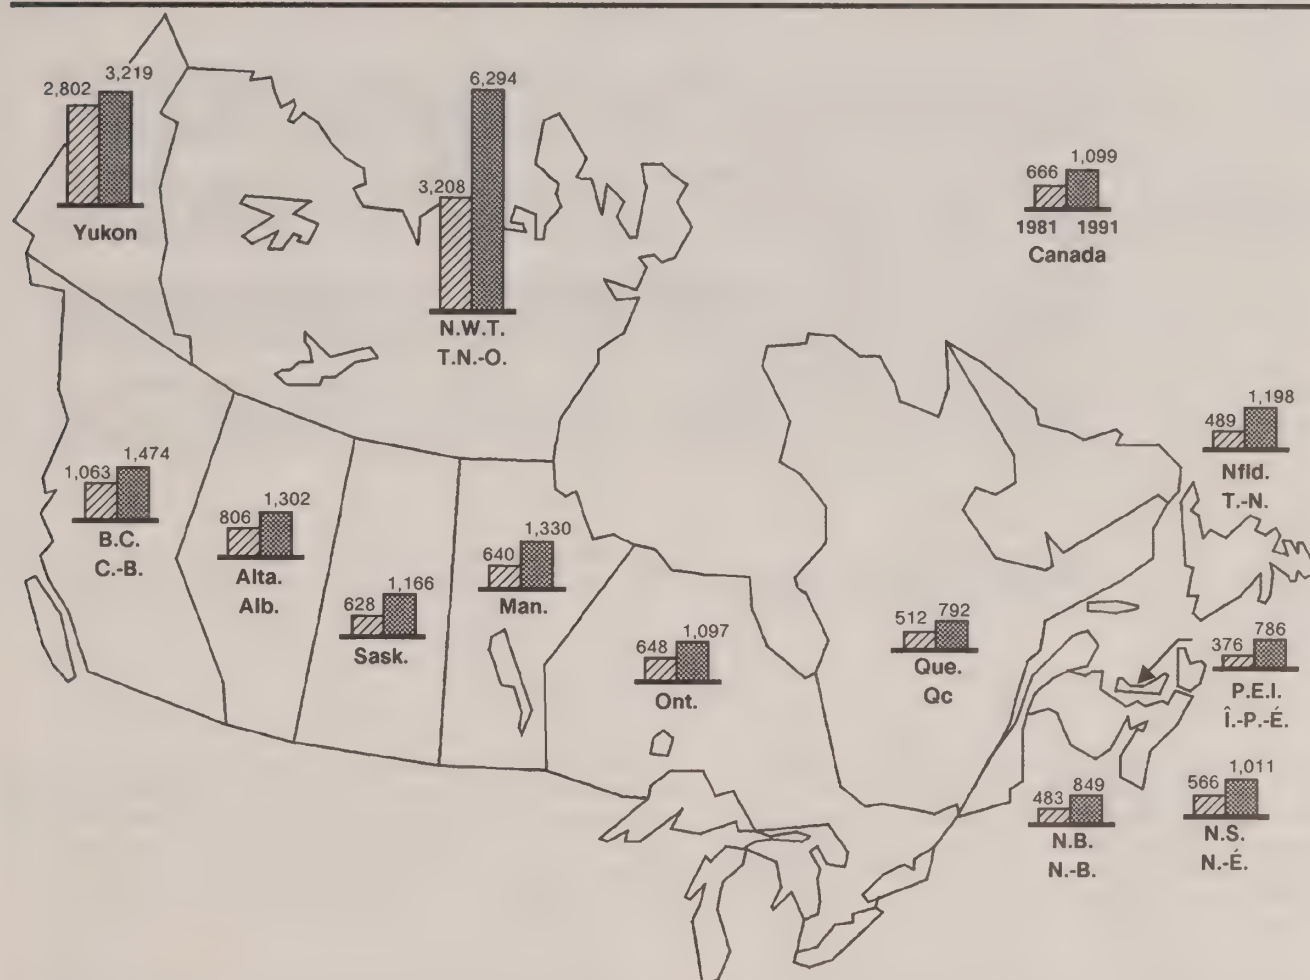 2,802 3,219
Yukon
3,208 6,294
N.W.T.
T.N.-O.
666 1,099
1981 1991
Canada
1,063 1,474
B.C.
C.-B.
806 1,302
Alta.
Alb.
628 1,166
Sask.
640 1,330
Man.
648 1,097
Ont.
512 792
Que.
Qc
489 1,198
Nfld.
T.-N.
376 786
P.E.I.
Î.-P.-É.
483 849
N.B.
N.-B.
566 1,011
N.S.
N.-É.